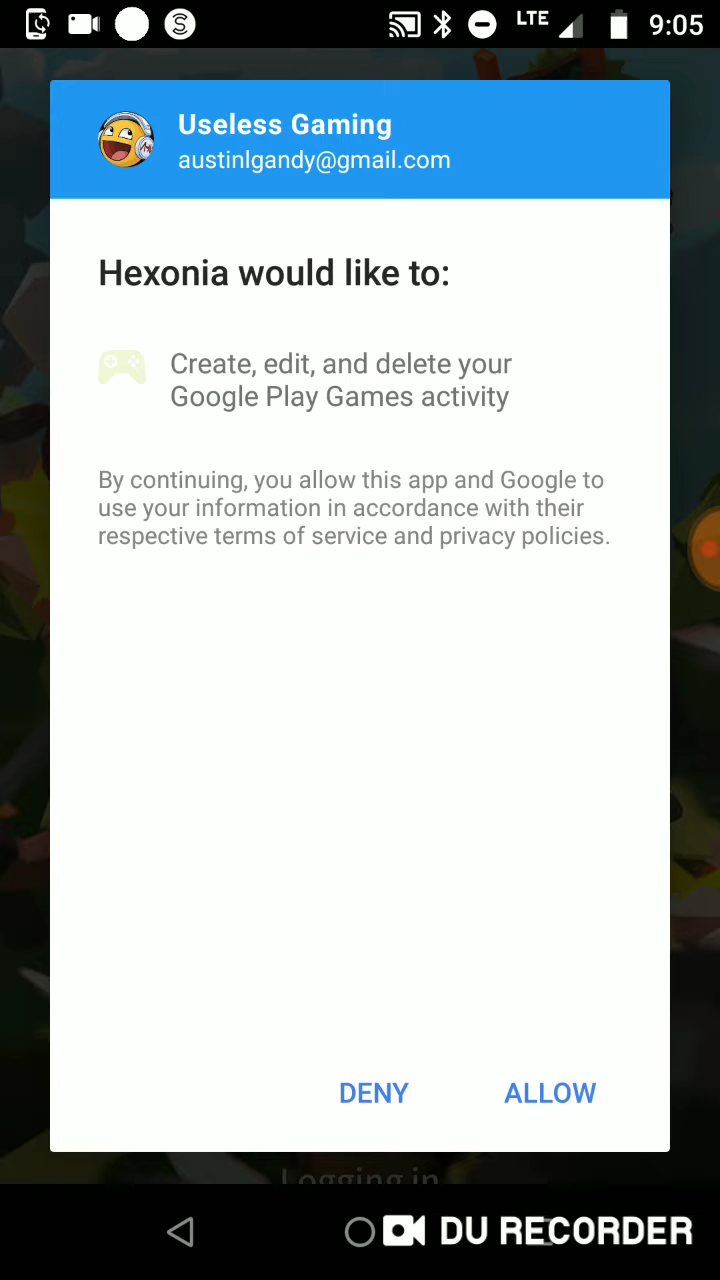 LTE 9:05
Useless Gaming
austinlgandy@gmail.com
Hexonia would like to:
Create, edit, and delete your
Google Play Games activity
By continuing, you allow this app and Google to
use your information in accordance with their
respective terms of service and privacy policies.
DENY ALLOW
Logging in
DU RECORDER